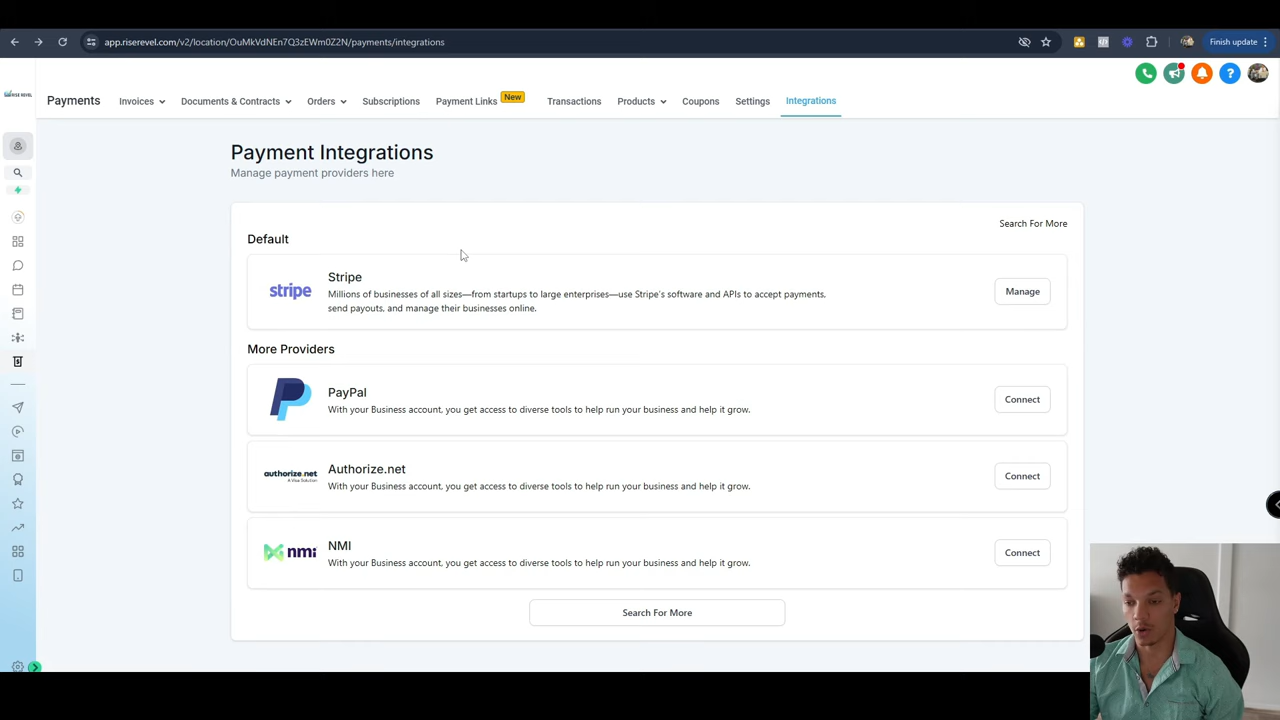 app.riserevel.com/v2/location/OuMkVdNEn7Q3zEWm0Z2N/payments/integrations
Finish update
RISE REVEL
Payments
Invoices
Documents & Contracts
Orders
Subscriptions
Payment Links
New
Transactions
Products
Coupons
Settings
Integrations
Payment Integrations
Manage payment providers here
Search For More
Default
stripe
Stripe
Millions of businesses of all sizes—from startups to large enterprises—use Stripe's software and APIs to accept payments,
send payouts, and manage their businesses online.
Manage
More Providers
PayPal
With your Business account, you get access to diverse tools to help run your business and help it grow.
Connect
authorize.net
A Visa Solution
Authorize.net
With your Business account, you get access to diverse tools to help run your business and help it grow.
Connect
nmi
NMI
With your Business account, you get access to diverse tools to help run your business and help it grow.
Connect
Search For More